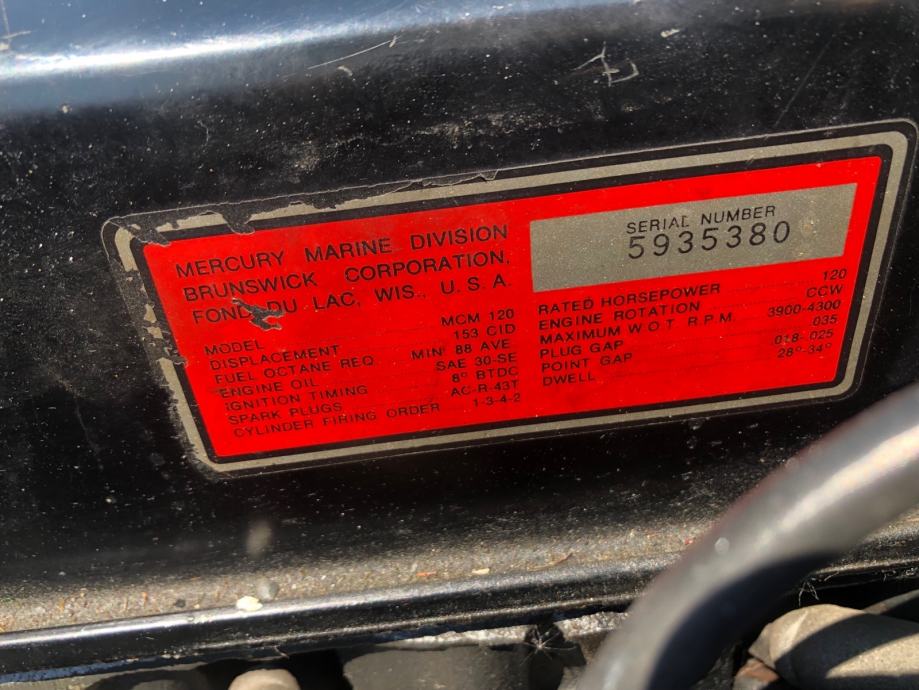 MERCURY MARINE DIVISION
BRUNSWICK CORPORATION,
FOND DU LAC, WIS., U.S.A.
SERIAL NUMBER
5935380
MODEL MCM 120
DISPLACEMENT 153 CID
FUEL OCTANE REQ. MIN. 88 AVE
ENGINE OIL SAE 30-SE
IGNITION TIMING 8° BTDC
SPARK PLUGS AC-R-43T
CYLINDER FIRING ORDER 1-3-4-2
RATED HORSEPOWER 120
ENGINE ROTATION CCW
MAXIMUM W.O.T. R.P.M. 3900-4300
PLUG GAP .035
POINT GAP .018-.025
DWELL 28°-34°